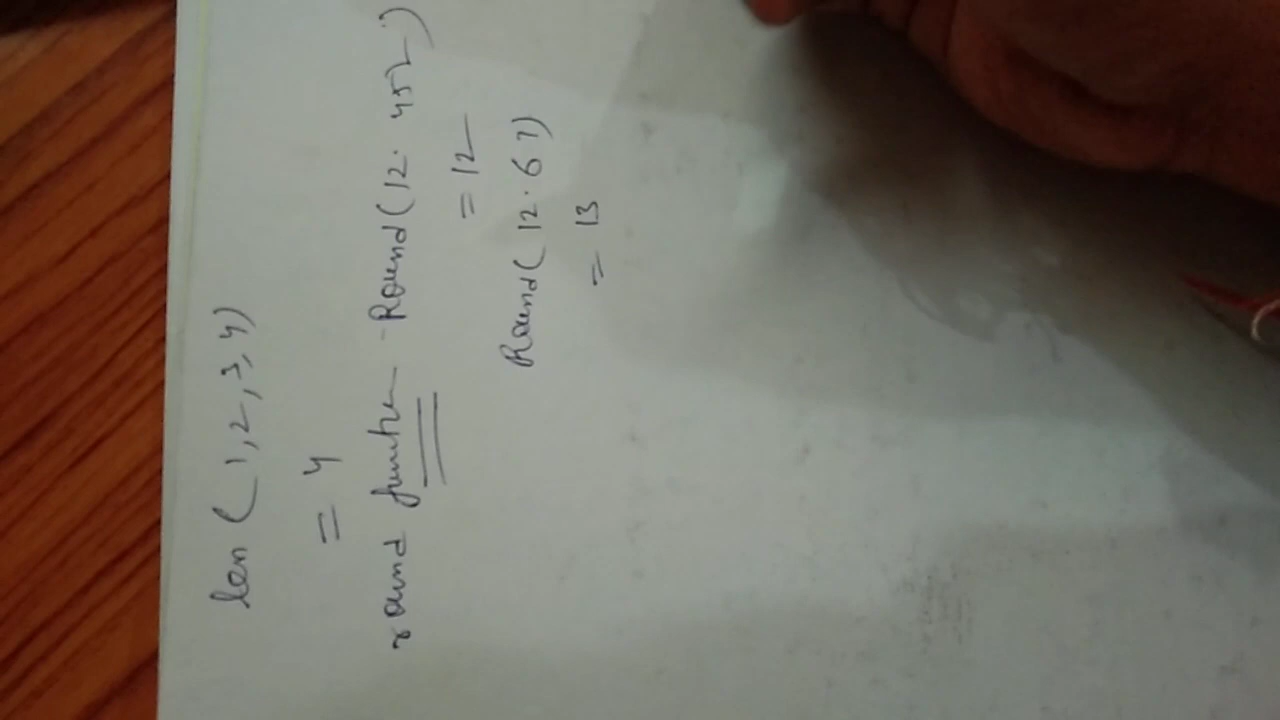 len (1,2,3,4)
= 4
round function - Round(12.452)
= 12
Round(12.67)
= 13